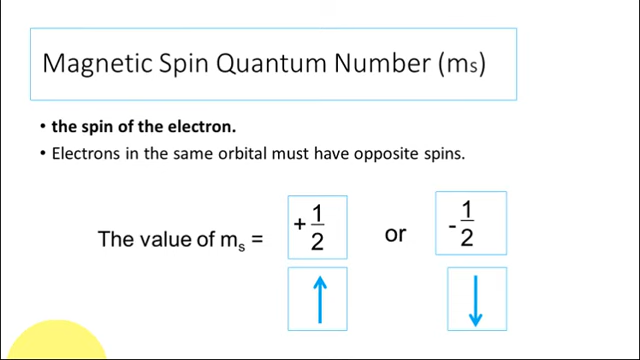 Magnetic Spin Quantum Number (ms)
• the spin of the electron.
• Electrons in the same orbital must have opposite spins.
The value of ms = +1/2 or -1/2